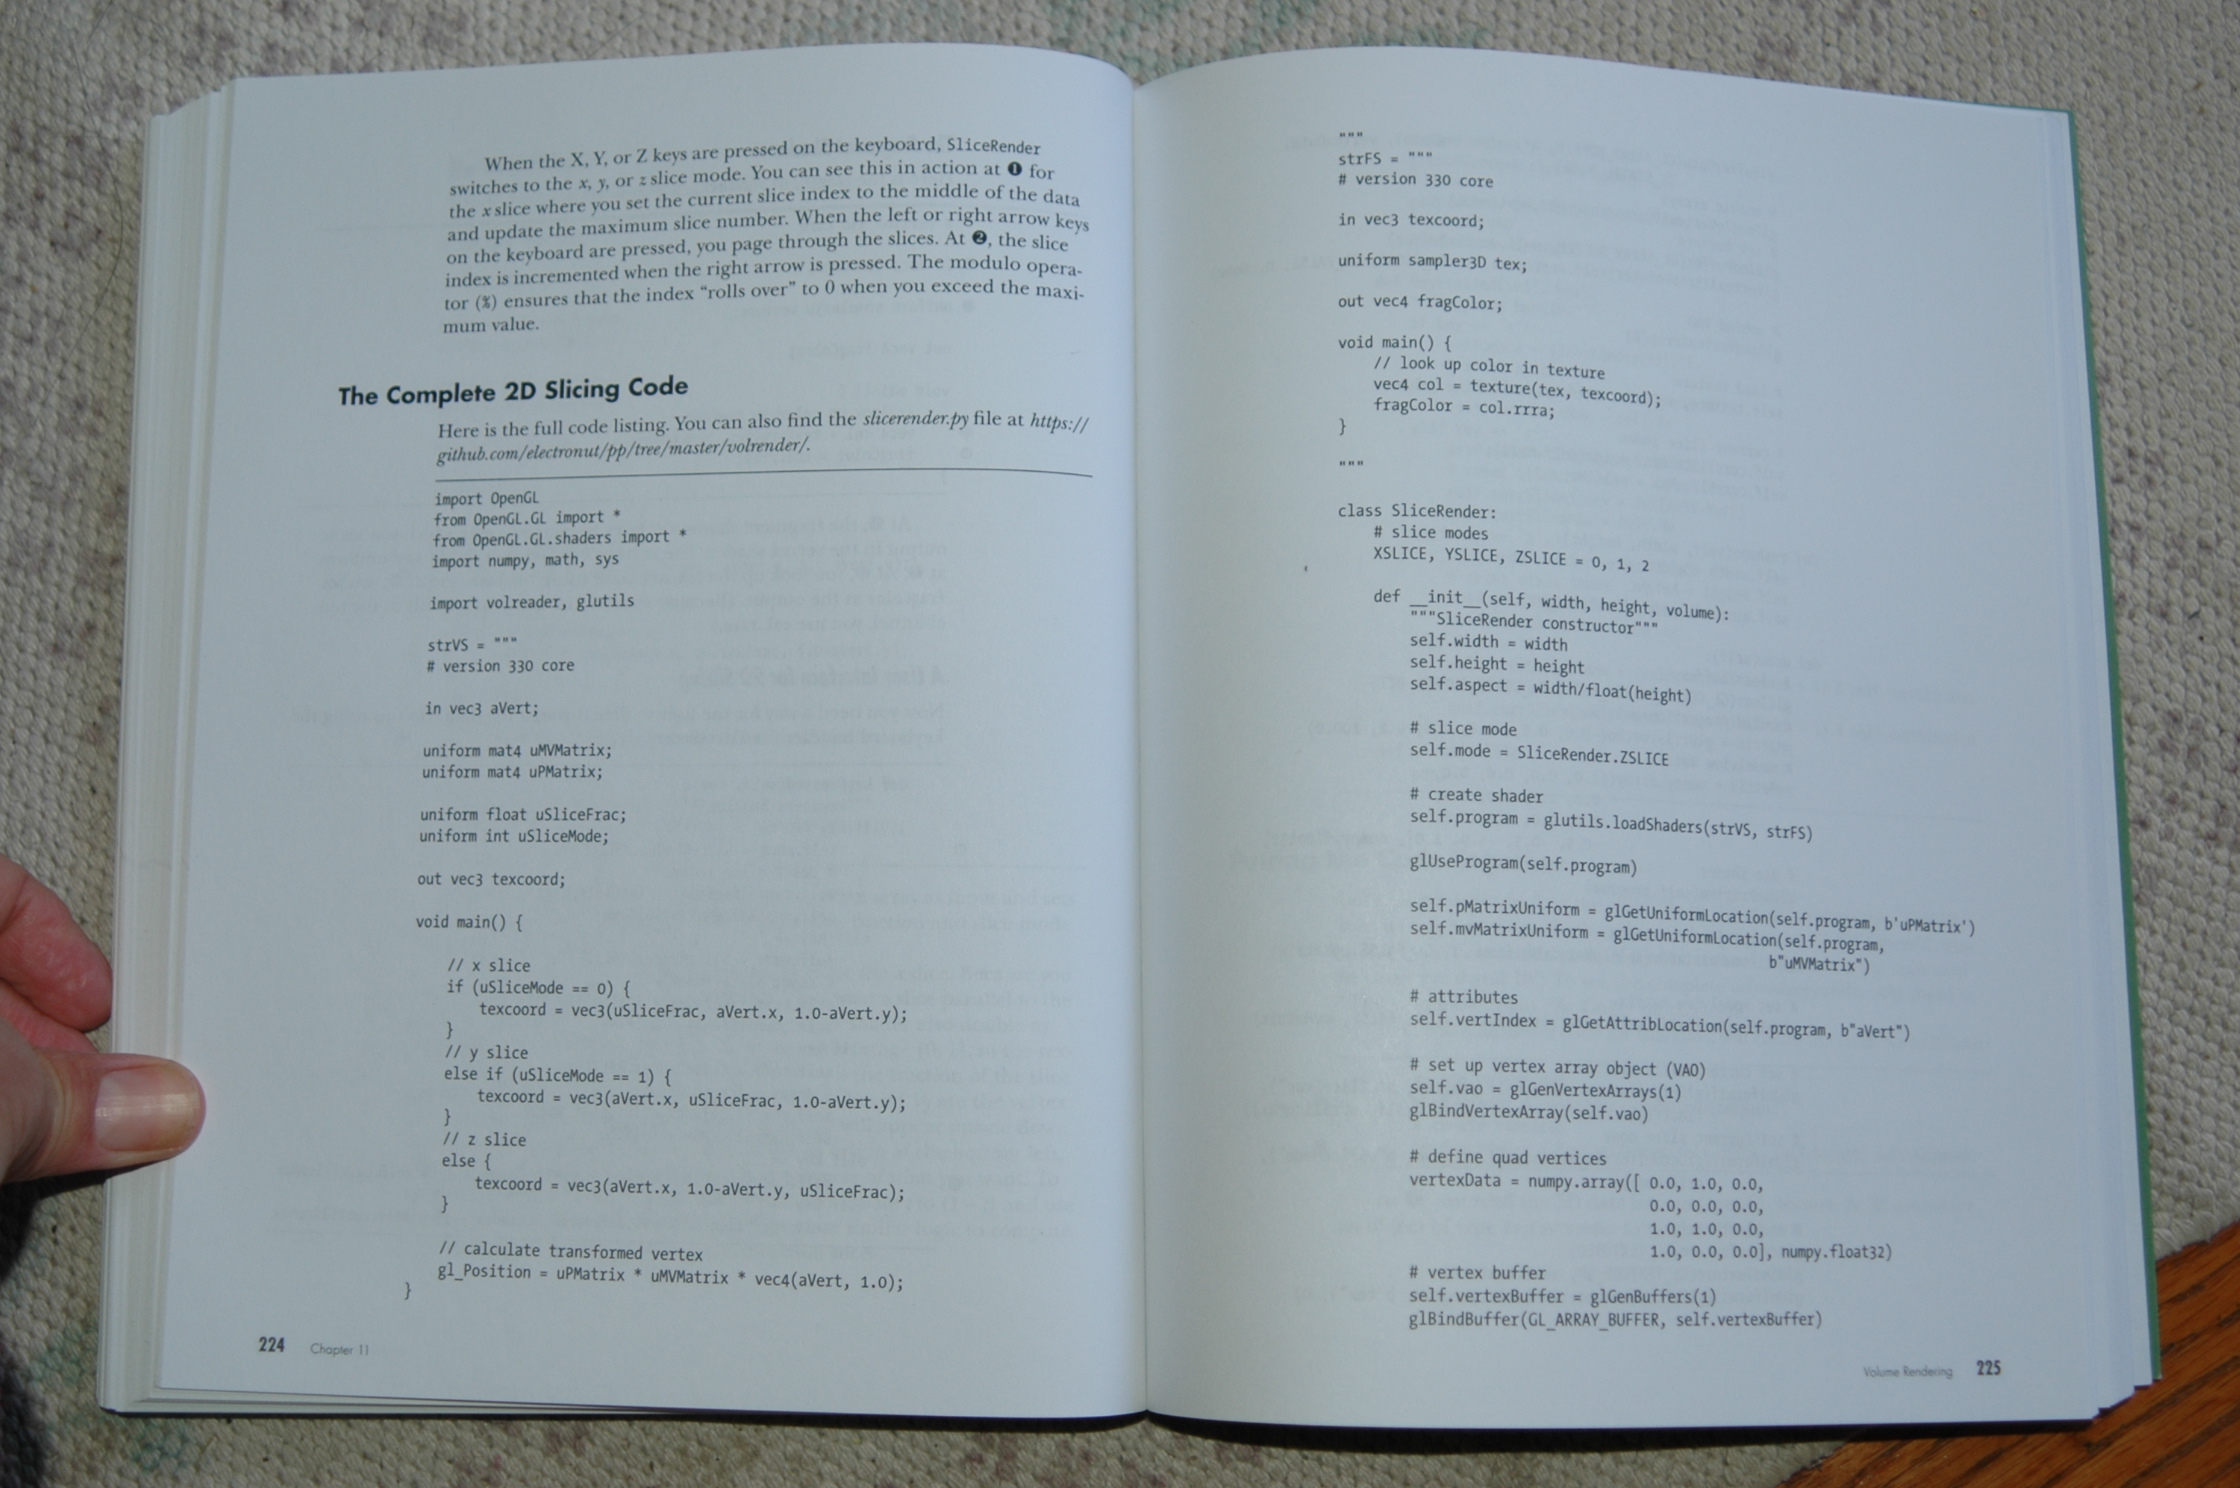 When the X, Y, or Z keys are pressed on the keyboard, SliceRender
switches to the x, y, or z slice mode. You can see this in action at ❶ for
the x slice where you set the current slice index to the middle of the data
and update the maximum slice number. When the left or right arrow keys
on the keyboard are pressed, you page through the slices. At ❷, the slice
index is incremented when the right arrow is pressed. The modulo opera-
tor (%) ensures that the index “rolls over” to 0 when you exceed the maxi-
mum value.
The Complete 2D Slicing Code
Here is the full code listing. You can also find the slicerender.py file at https://
github.com/electronut/pp/tree/master/volrender/.
import OpenGL
from OpenGL.GL import *
from OpenGL.GL.shaders import *
import numpy, math, sys
import volreader, glutils
strVS = """
# version 330 core
in vec3 aVert;
uniform mat4 uMVMatrix;
uniform mat4 uPMatrix;
uniform float uSliceFrac;
uniform int uSliceMode;
out vec3 texcoord;
void main() {
// x slice
if (uSliceMode == 0) {
texcoord = vec3(uSliceFrac, aVert.x, 1.0-aVert.y);
}
// y slice
else if (uSliceMode == 1) {
texcoord = vec3(aVert.x, uSliceFrac, 1.0-aVert.y);
}
// z slice
else {
texcoord = vec3(aVert.x, 1.0-aVert.y, uSliceFrac);
}
// calculate transformed vertex
gl_Position = uPMatrix * uMVMatrix * vec4(aVert, 1.0);
}
224 Chapter 11
"""
strFS = """
# version 330 core
in vec3 texcoord;
uniform sampler3D tex;
out vec4 fragColor;
void main() {
// look up color in texture
vec4 col = texture(tex, texcoord);
fragColor = col.rrra;
}
"""
class SliceRender:
# slice modes
XSLICE, YSLICE, ZSLICE = 0, 1, 2
def __init__(self, width, height, volume):
"""SliceRender constructor"""
self.width = width
self.height = height
self.aspect = width/float(height)
# slice mode
self.mode = SliceRender.ZSLICE
# create shader
self.program = glutils.loadShaders(strVS, strFS)
glUseProgram(self.program)
self.pMatrixUniform = glGetUniformLocation(self.program, b'uPMatrix')
self.mvMatrixUniform = glGetUniformLocation(self.program,
b"uMVMatrix")
# attributes
self.vertIndex = glGetAttribLocation(self.program, b"aVert")
# set up vertex array object (VAO)
self.vao = glGenVertexArrays(1)
glBindVertexArray(self.vao)
# define quad vertices
vertexData = numpy.array([ 0.0, 1.0, 0.0,
0.0, 0.0, 0.0,
1.0, 1.0, 0.0,
1.0, 0.0, 0.0], numpy.float32)
# vertex buffer
self.vertexBuffer = glGenBuffers(1)
glBindBuffer(GL_ARRAY_BUFFER, self.vertexBuffer)
Volume Rendering 225